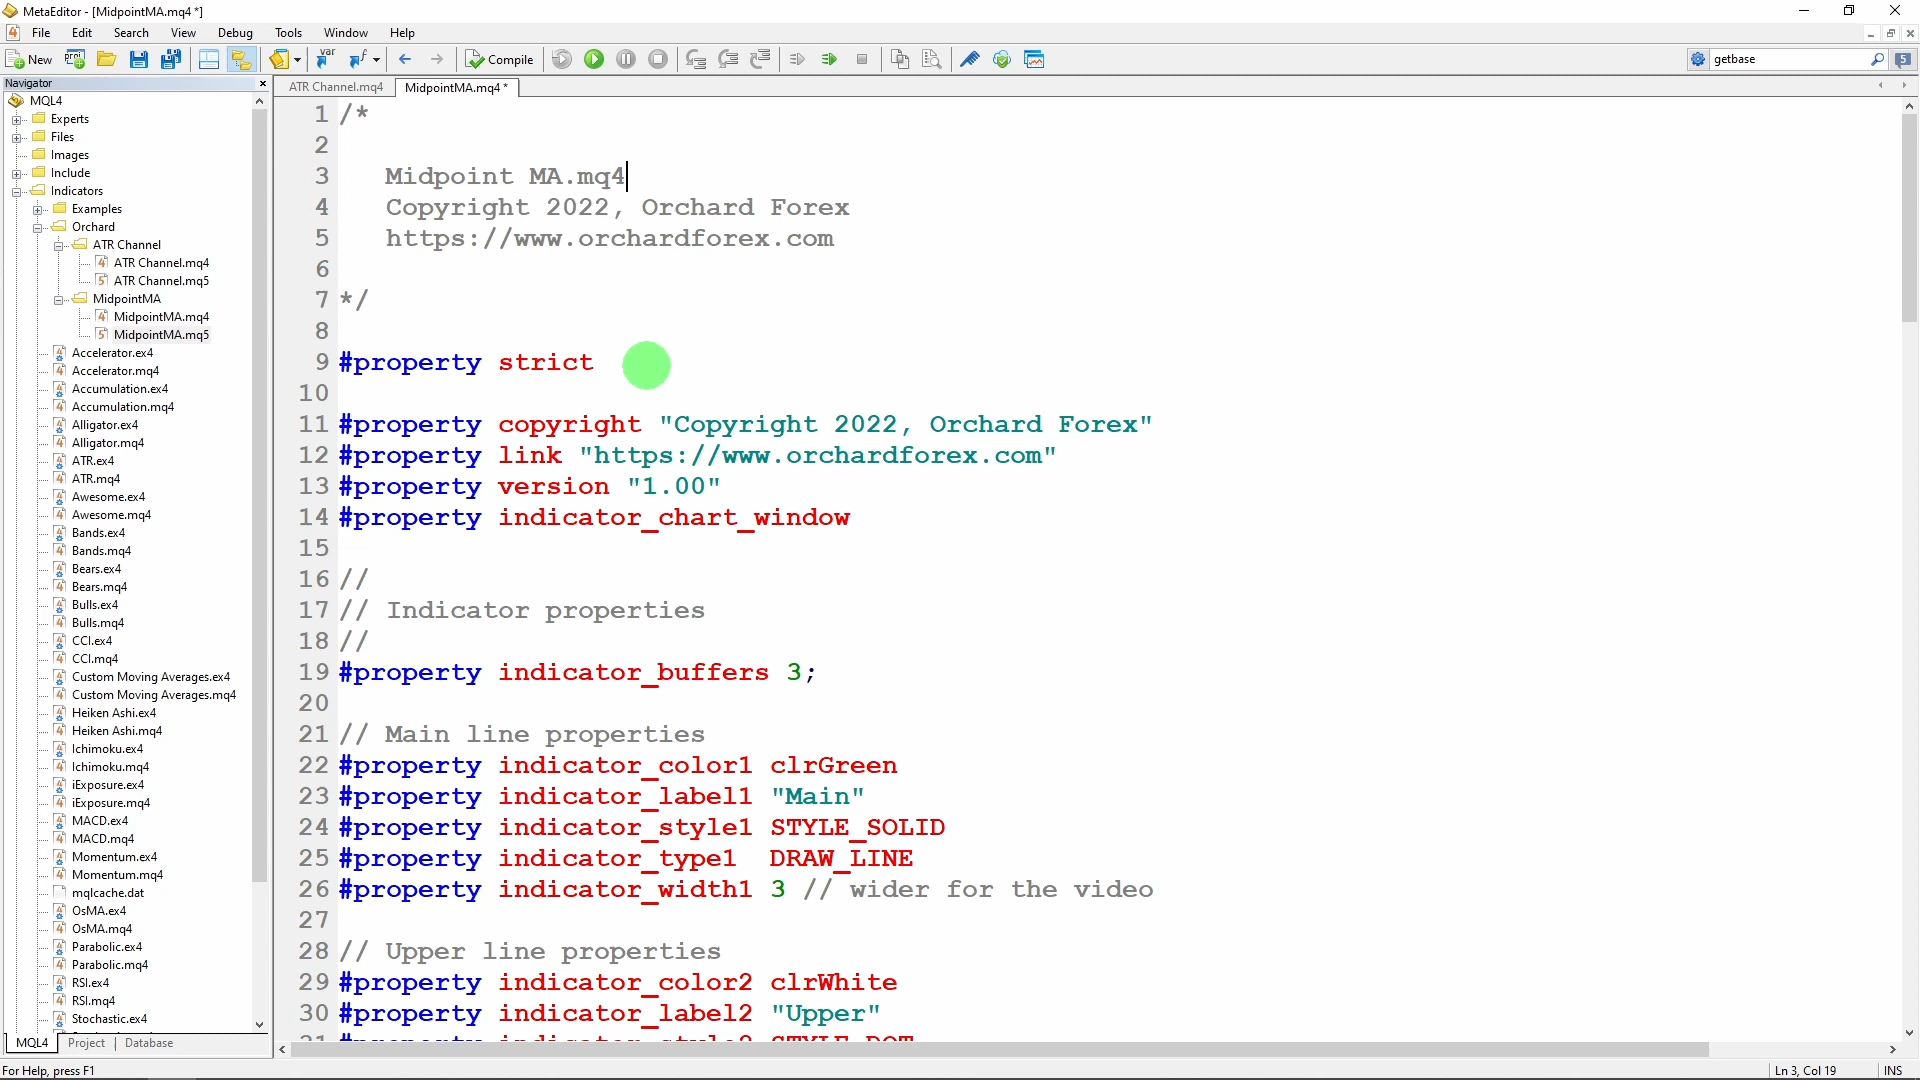 MetaEditor - [MidpointMA.mq4 *]
File Edit Search View Debug Tools Window Help
New Compile getbase
Navigator
MQL4
Experts
Files
Images
Include
Indicators
Examples
Orchard
ATR Channel
ATR Channel.mq4
ATR Channel.mq5
MidpointMA
MidpointMA.mq4
MidpointMA.mq5
Accelerator.ex4
Accelerator.mq4
Accumulation.ex4
Accumulation.mq4
Alligator.ex4
Alligator.mq4
ATR.ex4
ATR.mq4
Awesome.ex4
Awesome.mq4
Bands.ex4
Bands.mq4
Bears.ex4
Bears.mq4
Bulls.ex4
Bulls.mq4
CCI.ex4
CCI.mq4
Custom Moving Averages.ex4
Custom Moving Averages.mq4
Heiken Ashi.ex4
Heiken Ashi.mq4
Ichimoku.ex4
Ichimoku.mq4
iExposure.ex4
iExposure.mq4
MACD.ex4
MACD.mq4
Momentum.ex4
Momentum.mq4
mqlcache.dat
OsMA.ex4
OsMA.mq4
Parabolic.ex4
Parabolic.mq4
RSI.ex4
RSI.mq4
Stochastic.ex4
MQL4 Project Database
ATR Channel.mq4 MidpointMA.mq4 *
1 /*
2
3 Midpoint MA.mq4
4 Copyright 2022, Orchard Forex
5 https://www.orchardforex.com
6
7 */
8
9 #property strict
10
11 #property copyright "Copyright 2022, Orchard Forex"
12 #property link "https://www.orchardforex.com"
13 #property version "1.00"
14 #property indicator_chart_window
15
16 //
17 // Indicator properties
18 //
19 #property indicator_buffers 3;
20
21 // Main line properties
22 #property indicator_color1 clrGreen
23 #property indicator_label1 "Main"
24 #property indicator_style1 STYLE_SOLID
25 #property indicator_type1 DRAW_LINE
26 #property indicator_width1 3 // wider for the video
27
28 // Upper line properties
29 #property indicator_color2 clrWhite
30 #property indicator_label2 "Upper"
31 #property indicator_style2 STYLE_DOT
For Help, press F1 Ln 3, Col 19 INS